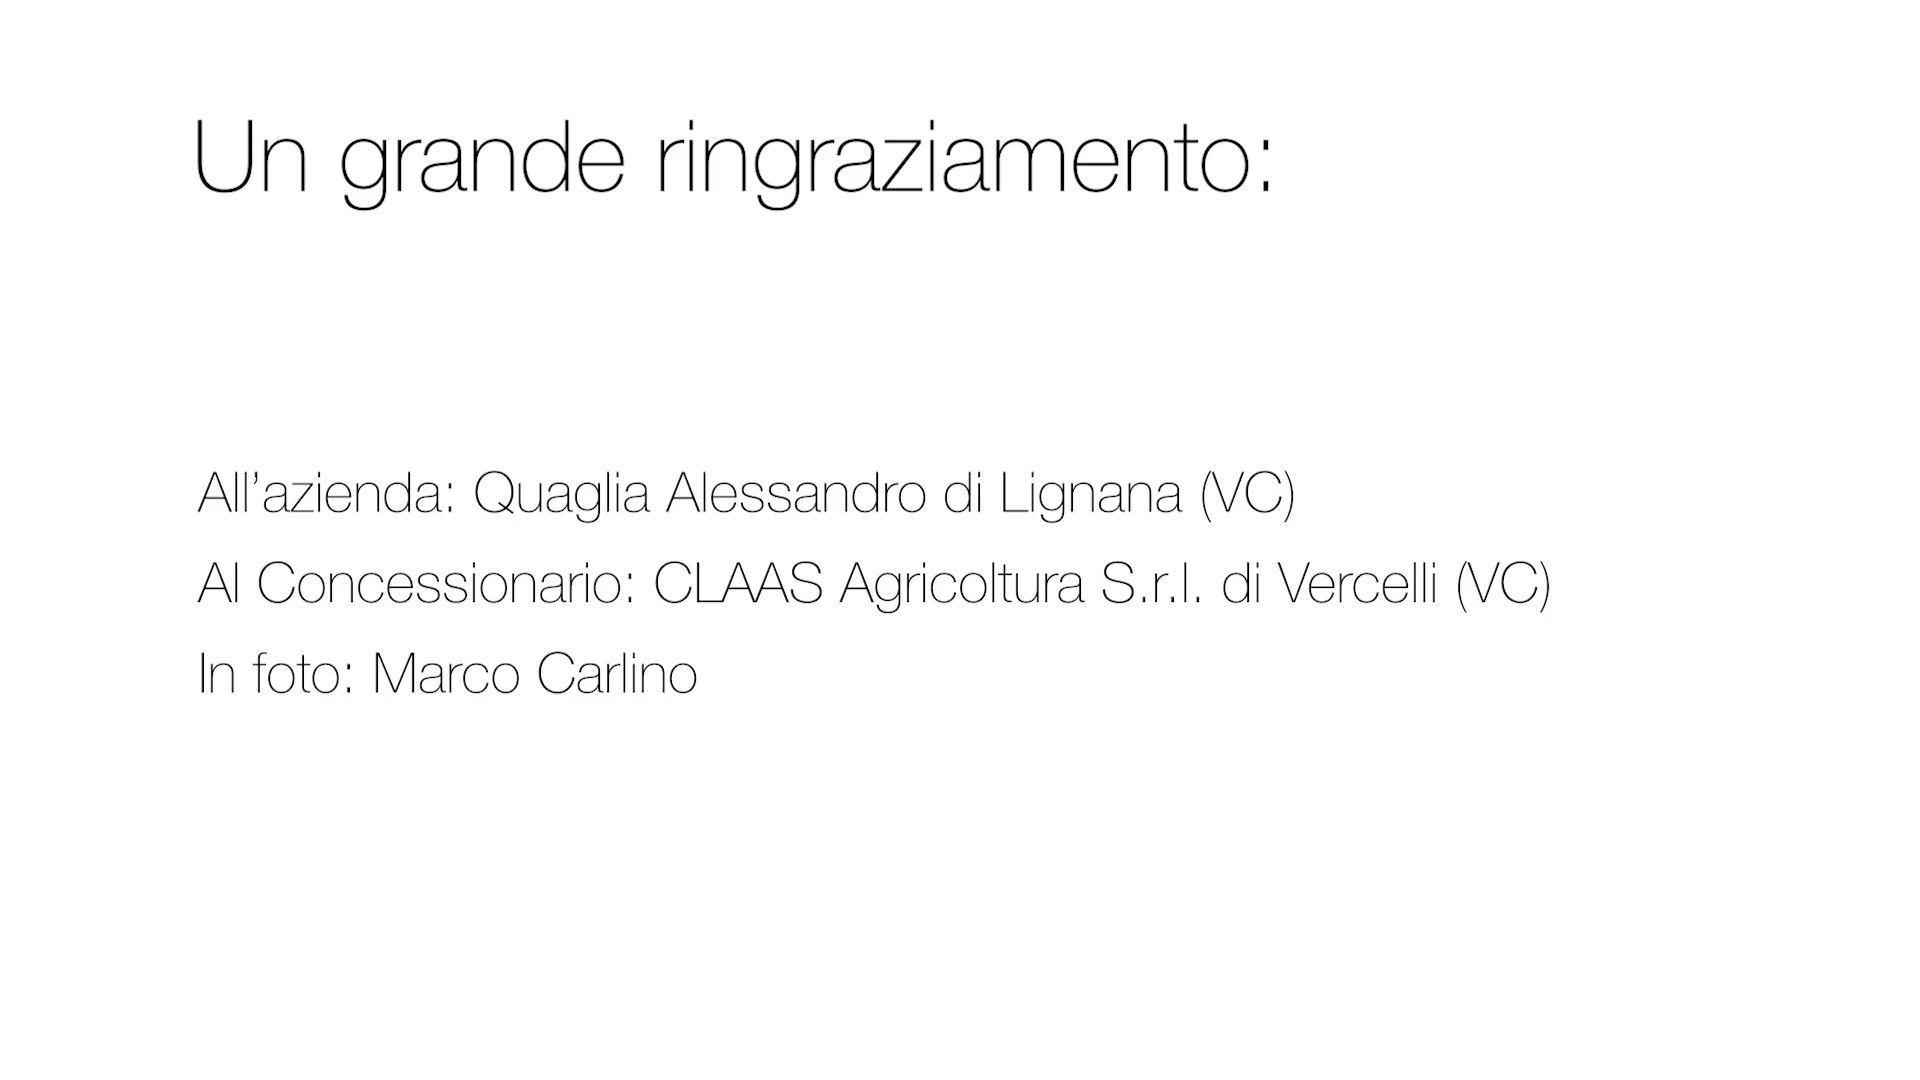 Un grande ringraziamento:
All’azienda: Quaglia Alessandro di Lignana (VC)
Al Concessionario: CLAAS Agricoltura S.r.l. di Vercelli (VC)
In foto: Marco Carlino